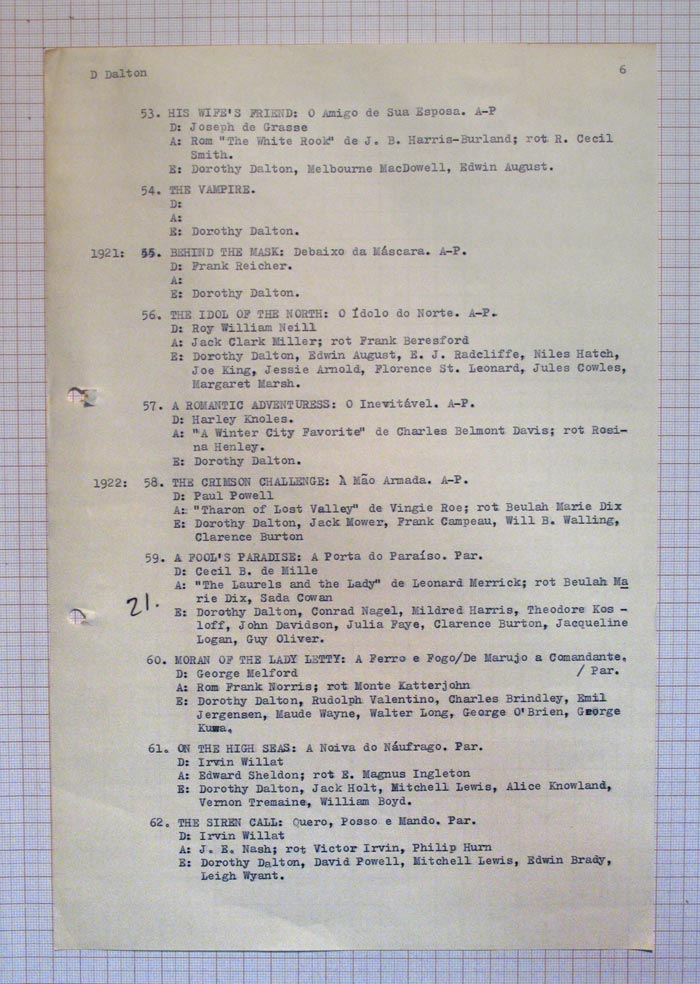 D Dalton 6
53. HIS WIFE'S FRIEND: O Amigo de Sua Esposa. A-P
D: Joseph de Grasse
A: Rom "The White Rook" de J. B. Harris-Burland; rot R. Cecil
Smith.
E: Dorothy Dalton, Melbourne MacDowell, Edwin August.
54. THE VAMPIRE.
D:
A:
E: Dorothy Dalton.
1921: 55. BEHIND THE MASK: Debaixo da Máscara. A-P.
D: Frank Reicher.
A:
E: Dorothy Dalton.
56. THE IDOL OF THE NORTH: O Ídolo do Norte. A-P.
D: Roy William Neill
A: Jack Clark Miller; rot Frank Beresford
E: Dorothy Dalton, Edwin August, E. J. Radcliffe, Niles Hatch,
Joe King, Jessie Arnold, Florence St. Leonard, Jules Cowles,
Margaret Marsh.
57. A ROMANTIC ADVENTURESS: O Inevitável. A-P.
D: Harley Knoles.
A: "A Winter City Favorite" de Charles Belmont Davis; rot Rosi-
na Henley.
E: Dorothy Dalton.
1922: 58. THE CRIMSON CHALLENGE: À Mão Armada. A-P.
D: Paul Powell
A: "Tharon of Lost Valley" de Vingie Roe; rot Beulah Marie Dix
E: Dorothy Dalton, Jack Mower, Frank Campeau, Will B. Walling,
Clarence Burton
59. A FOOL'S PARADISE: A Porta do Paraíso. Par.
D: Cecil B. de Mille
A: "The Laurels and the Lady" de Leonard Merrick; rot Beulah Ma
rie Dix, Sada Cowan
21.
E: Dorothy Dalton, Conrad Nagel, Mildred Harris, Theodore Kos -
loff, John Davidson, Julia Faye, Clarence Burton, Jacqueline
Logan, Guy Oliver.
60. MORAN OF THE LADY LETTY: A Ferro e Fogo/De Marujo a Comandante.
D: George Melford / Par.
A: Rom Frank Norris; rot Monte Katterjohn
E: Dorothy Dalton, Rudolph Valentino, Charles Brindley, Emil
Jergensen, Maude Wayne, Walter Long, George O'Brien, George
Kuwa.
61. ON THE HIGH SEAS: A Noiva do Náufrago. Par.
D: Irvin Willat
A: Edward Sheldon; rot E. Magnus Ingleton
E: Dorothy Dalton, Jack Holt, Mitchell Lewis, Alice Knowland,
Vernon Tremaine, William Boyd.
62. THE SIREN CALL: Quero, Posso e Mando. Par.
D: Irvin Willat
A: J. E. Nash; rot Victor Irvin, Philip Hurn
E: Dorothy Dalton, David Powell, Mitchell Lewis, Edwin Brady,
Leigh Wyant.